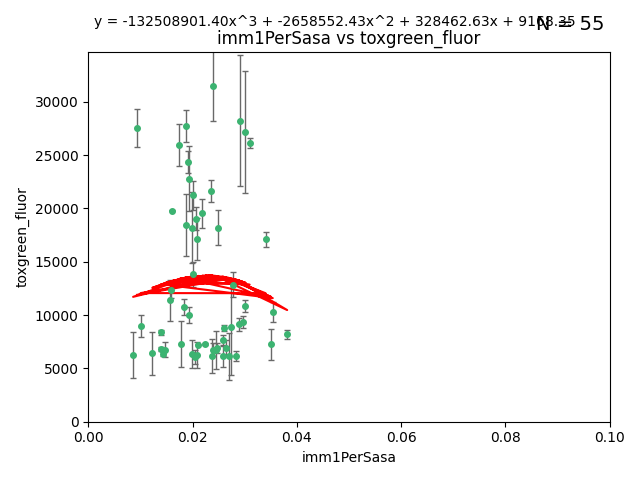 y = -132508901.40x^3 + -2658552.43x^2 + 328462.63x + 9168.35
N = 55
imm1PerSasa vs toxgreen_fluor
30000
25000
20000
15000
10000
5000
0
toxgreen_fluor
0.00 0.02 0.04 0.06 0.08 0.10
imm1PerSasa